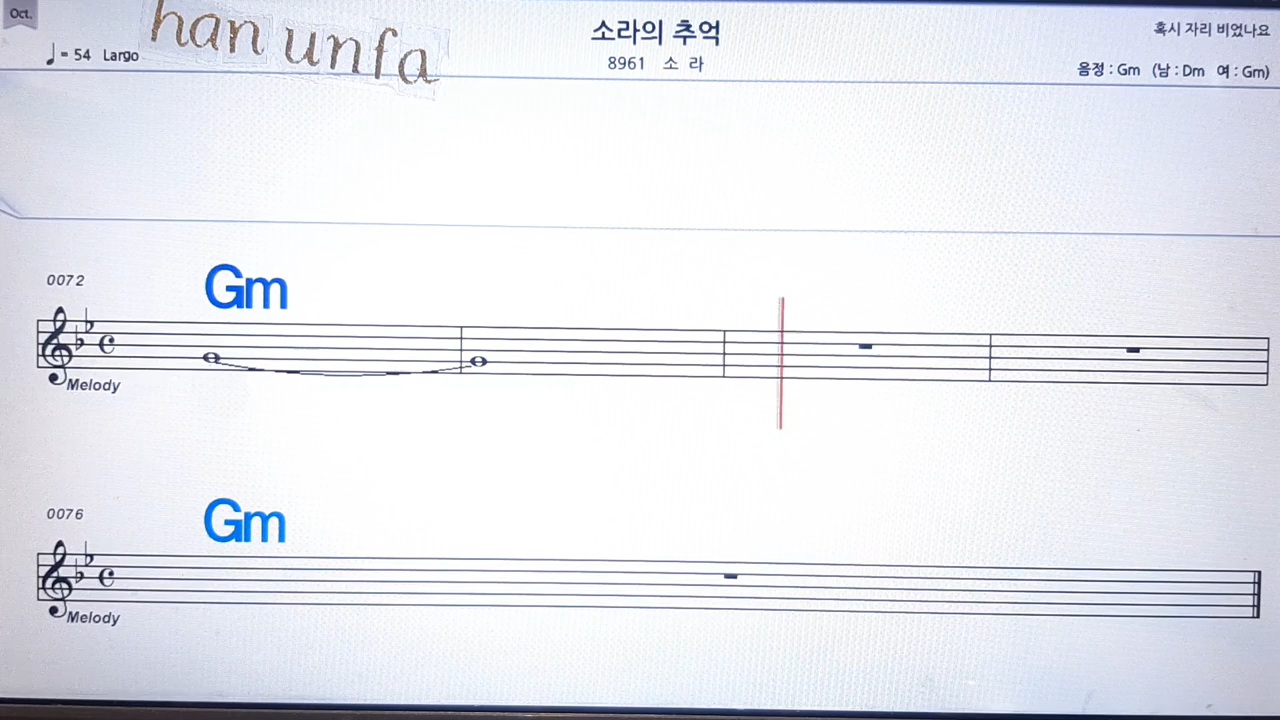 Oct.
han unfa
소라의 추억
혹시 자리 비었나요
♩= 54 Largo
8961 소 라
음정 : Gm (남 : Dm 여 : Gm)
0072
Gm
Melody
0076
Gm
Melody